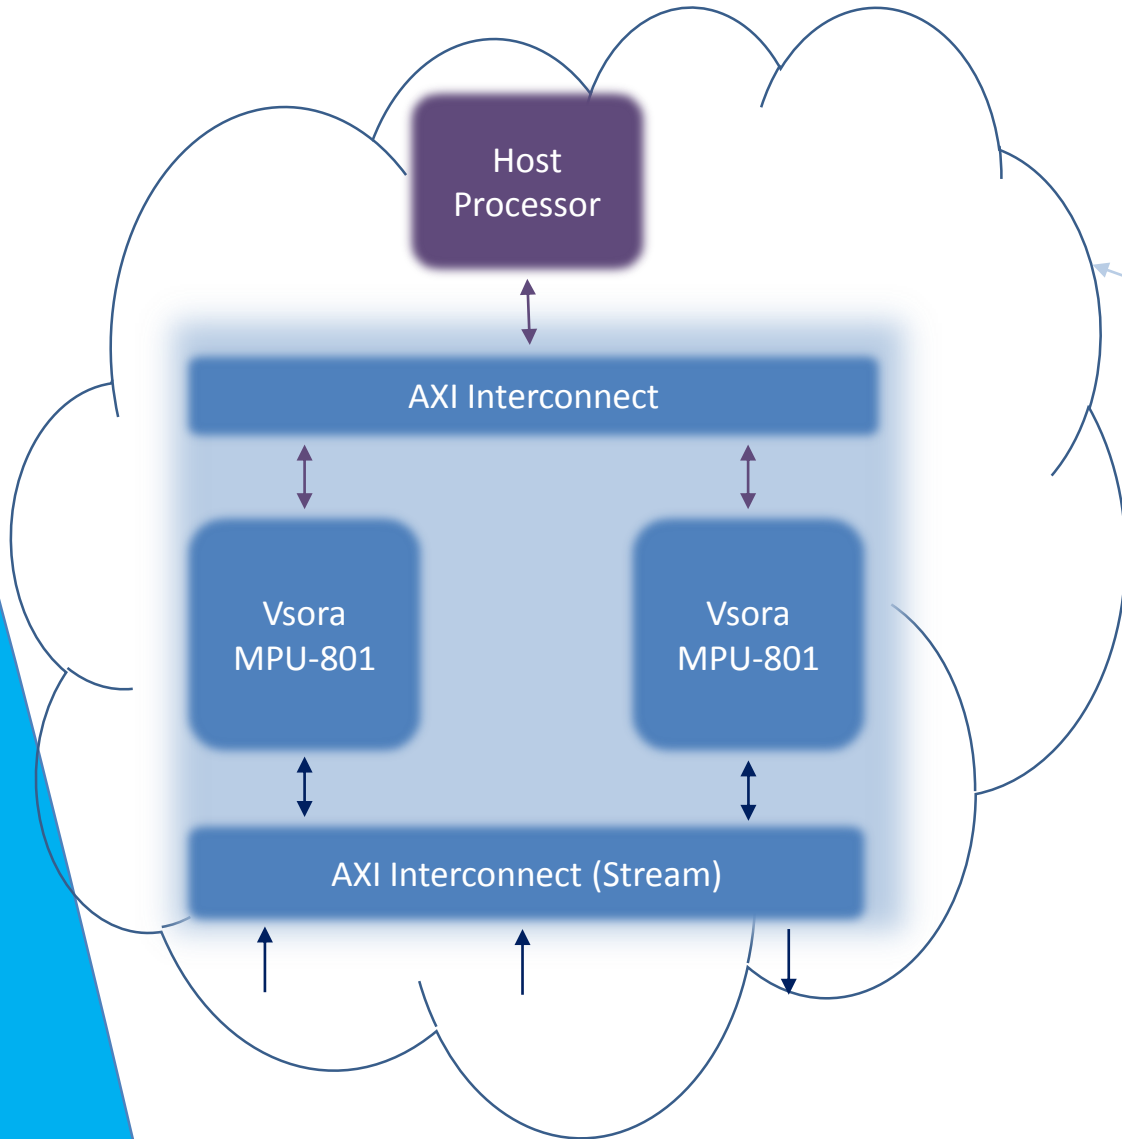 Host
Processor
AXI Interconnect
Vsora
MPU-801
Vsora
MPU-801
AXI Interconnect (Stream)